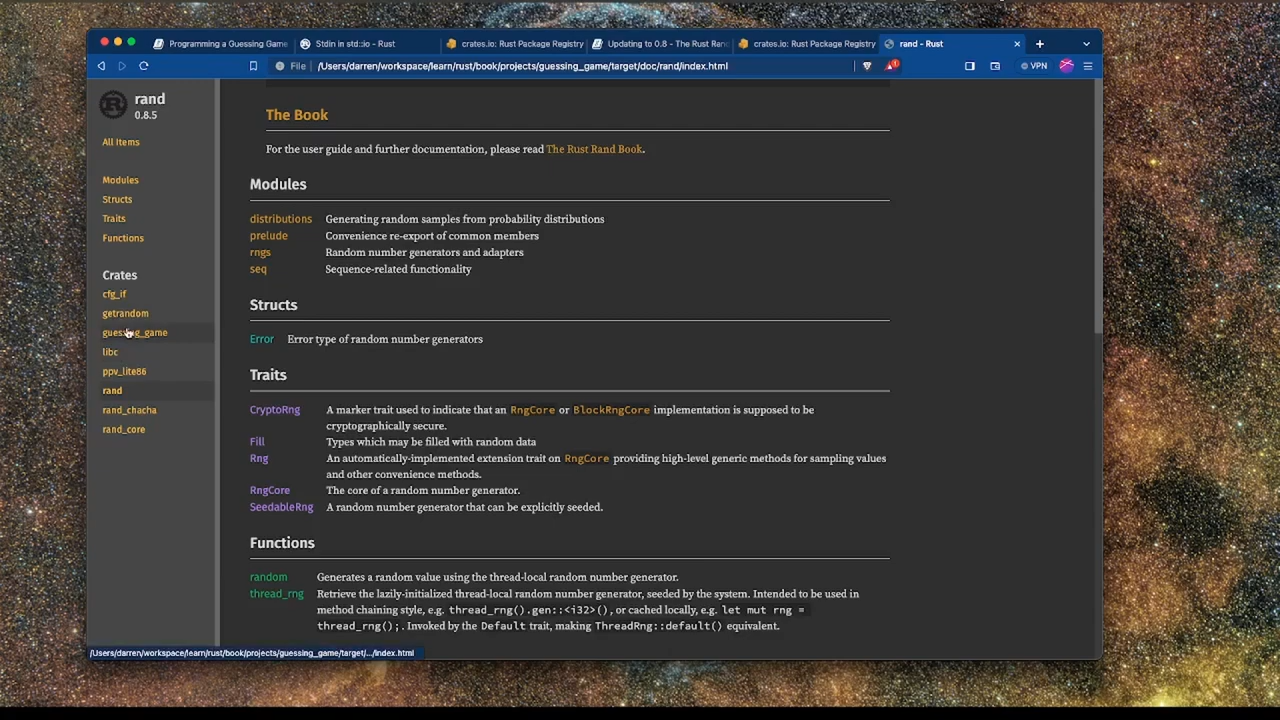 Programming a Guessing Game
Stdin in std::io - Rust
crates.io: Rust Package Registry
Updating to 0.8 - The Rust Ran
crates.io: Rust Package Registry
rand - Rust
File
/Users/darren/workspace/learn/rust/book/projects/guessing_game/target/doc/rand/index.html
VPN
rand
0.8.5
All Items
Modules
Structs
Traits
Functions
Crates
cfg_if
getrandom
guessing_game
libc
ppv_lite86
rand
rand_chacha
rand_core
The Book
For the user guide and further documentation, please read The Rust Rand Book.
Modules
distributions Generating random samples from probability distributions
prelude Convenience re-export of common members
rngs Random number generators and adapters
seq Sequence-related functionality
Structs
Error Error type of random number generators
Traits
CryptoRng A marker trait used to indicate that an RngCore or BlockRngCore implementation is supposed to be
cryptographically secure.
Fill Types which may be filled with random data
Rng An automatically-implemented extension trait on RngCore providing high-level generic methods for sampling values
and other convenience methods.
RngCore The core of a random number generator.
SeedableRng A random number generator that can be explicitly seeded.
Functions
random Generates a random value using the thread-local random number generator.
thread_rng Retrieve the lazily-initialized thread-local random number generator, seeded by the system. Intended to be used in
method chaining style, e.g. thread_rng().gen::<i32>(), or cached locally, e.g. let mut rng =
thread_rng();. Invoked by the Default trait, making ThreadRng::default() equivalent.
/Users/darren/workspace/learn/rust/book/projects/guessing_game/target/.../index.html